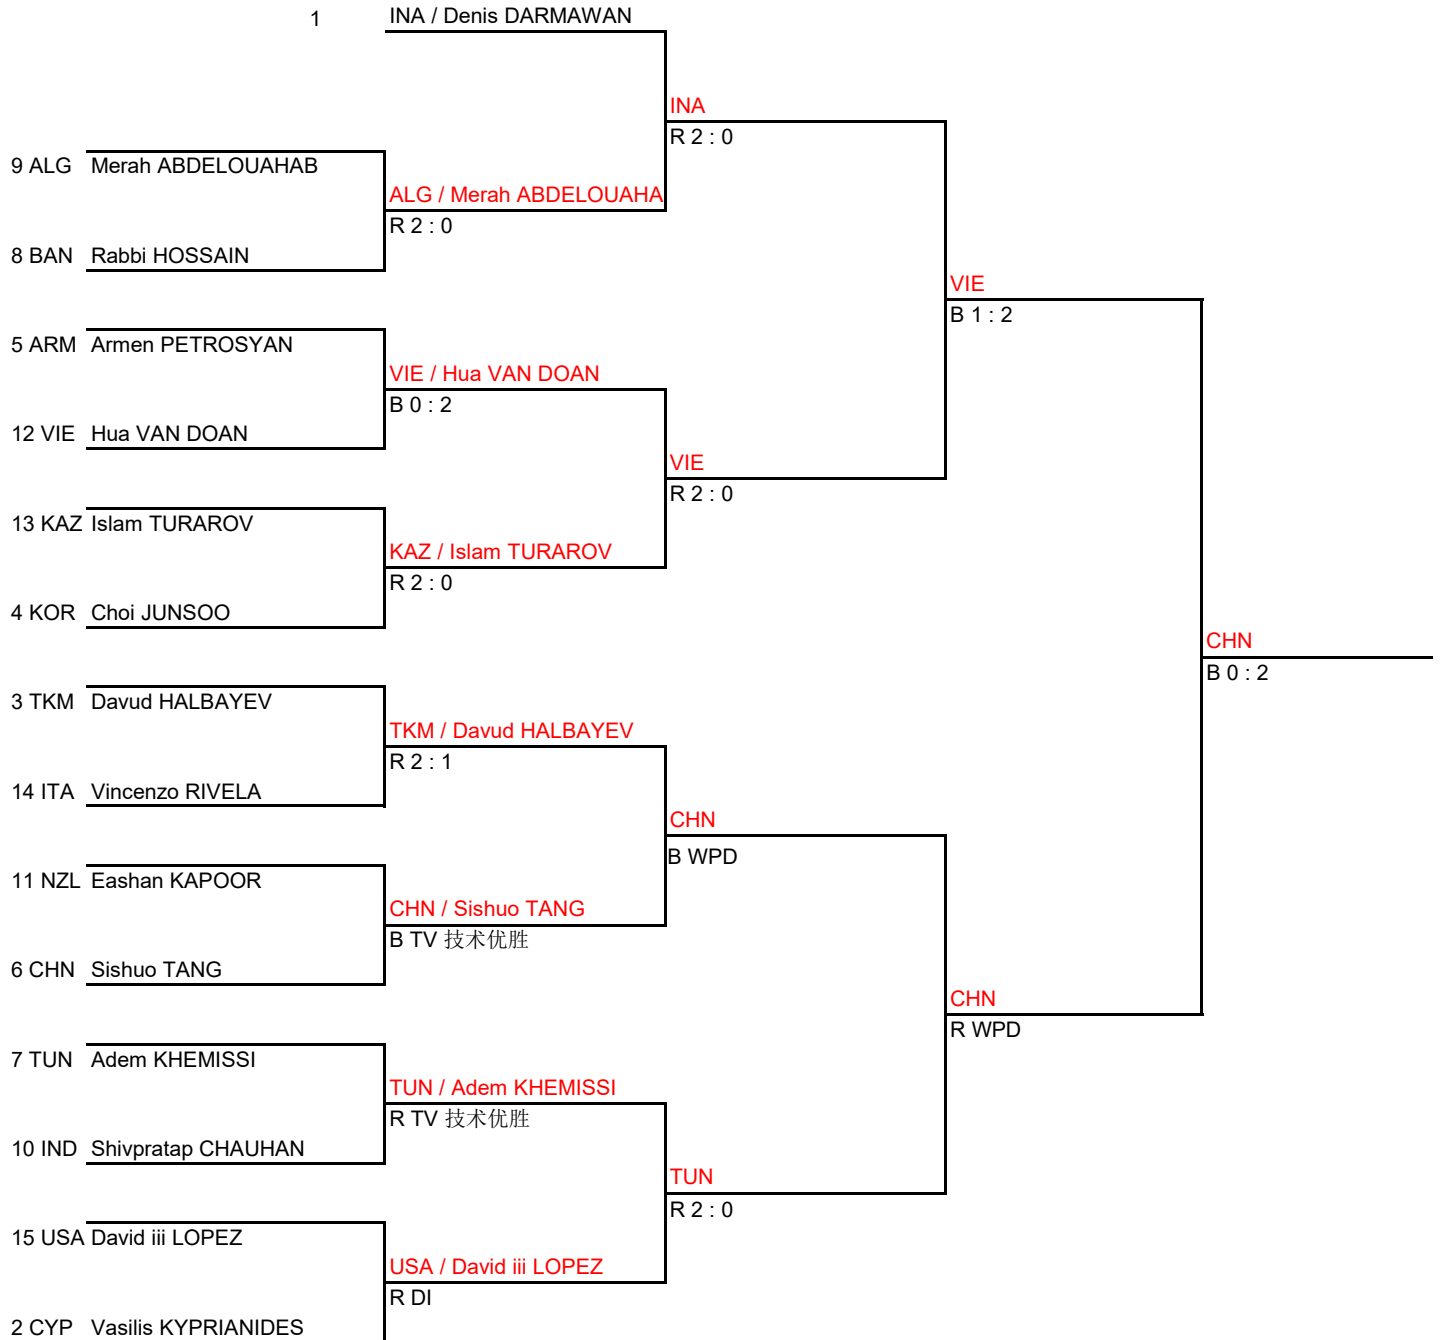 1 INA / Denis DARMAWAN
INA
R 2 : 0
9 ALG Merah ABDELOUAHAB
ALG / Merah ABDELOUAHA
R 2 : 0
8 BAN Rabbi HOSSAIN
VIE
B 1 : 2
5 ARM Armen PETROSYAN
VIE / Hua VAN DOAN
B 0 : 2
12 VIE Hua VAN DOAN
VIE
R 2 : 0
13 KAZ Islam TURAROV
KAZ / Islam TURAROV
R 2 : 0
4 KOR Choi JUNSOO
CHN
B 0 : 2
3 TKM Davud HALBAYEV
TKM / Davud HALBAYEV
R 2 : 1
14 ITA Vincenzo RIVELA
CHN
B WPD
11 NZL Eashan KAPOOR
CHN / Sishuo TANG
B TV 技术优胜
6 CHN Sishuo TANG
CHN
R WPD
7 TUN Adem KHEMISSI
TUN / Adem KHEMISSI
R TV 技术优胜
10 IND Shivpratap CHAUHAN
TUN
R 2 : 0
15 USA David iii LOPEZ
USA / David iii LOPEZ
R DI
2 CYP Vasilis KYPRIANIDES